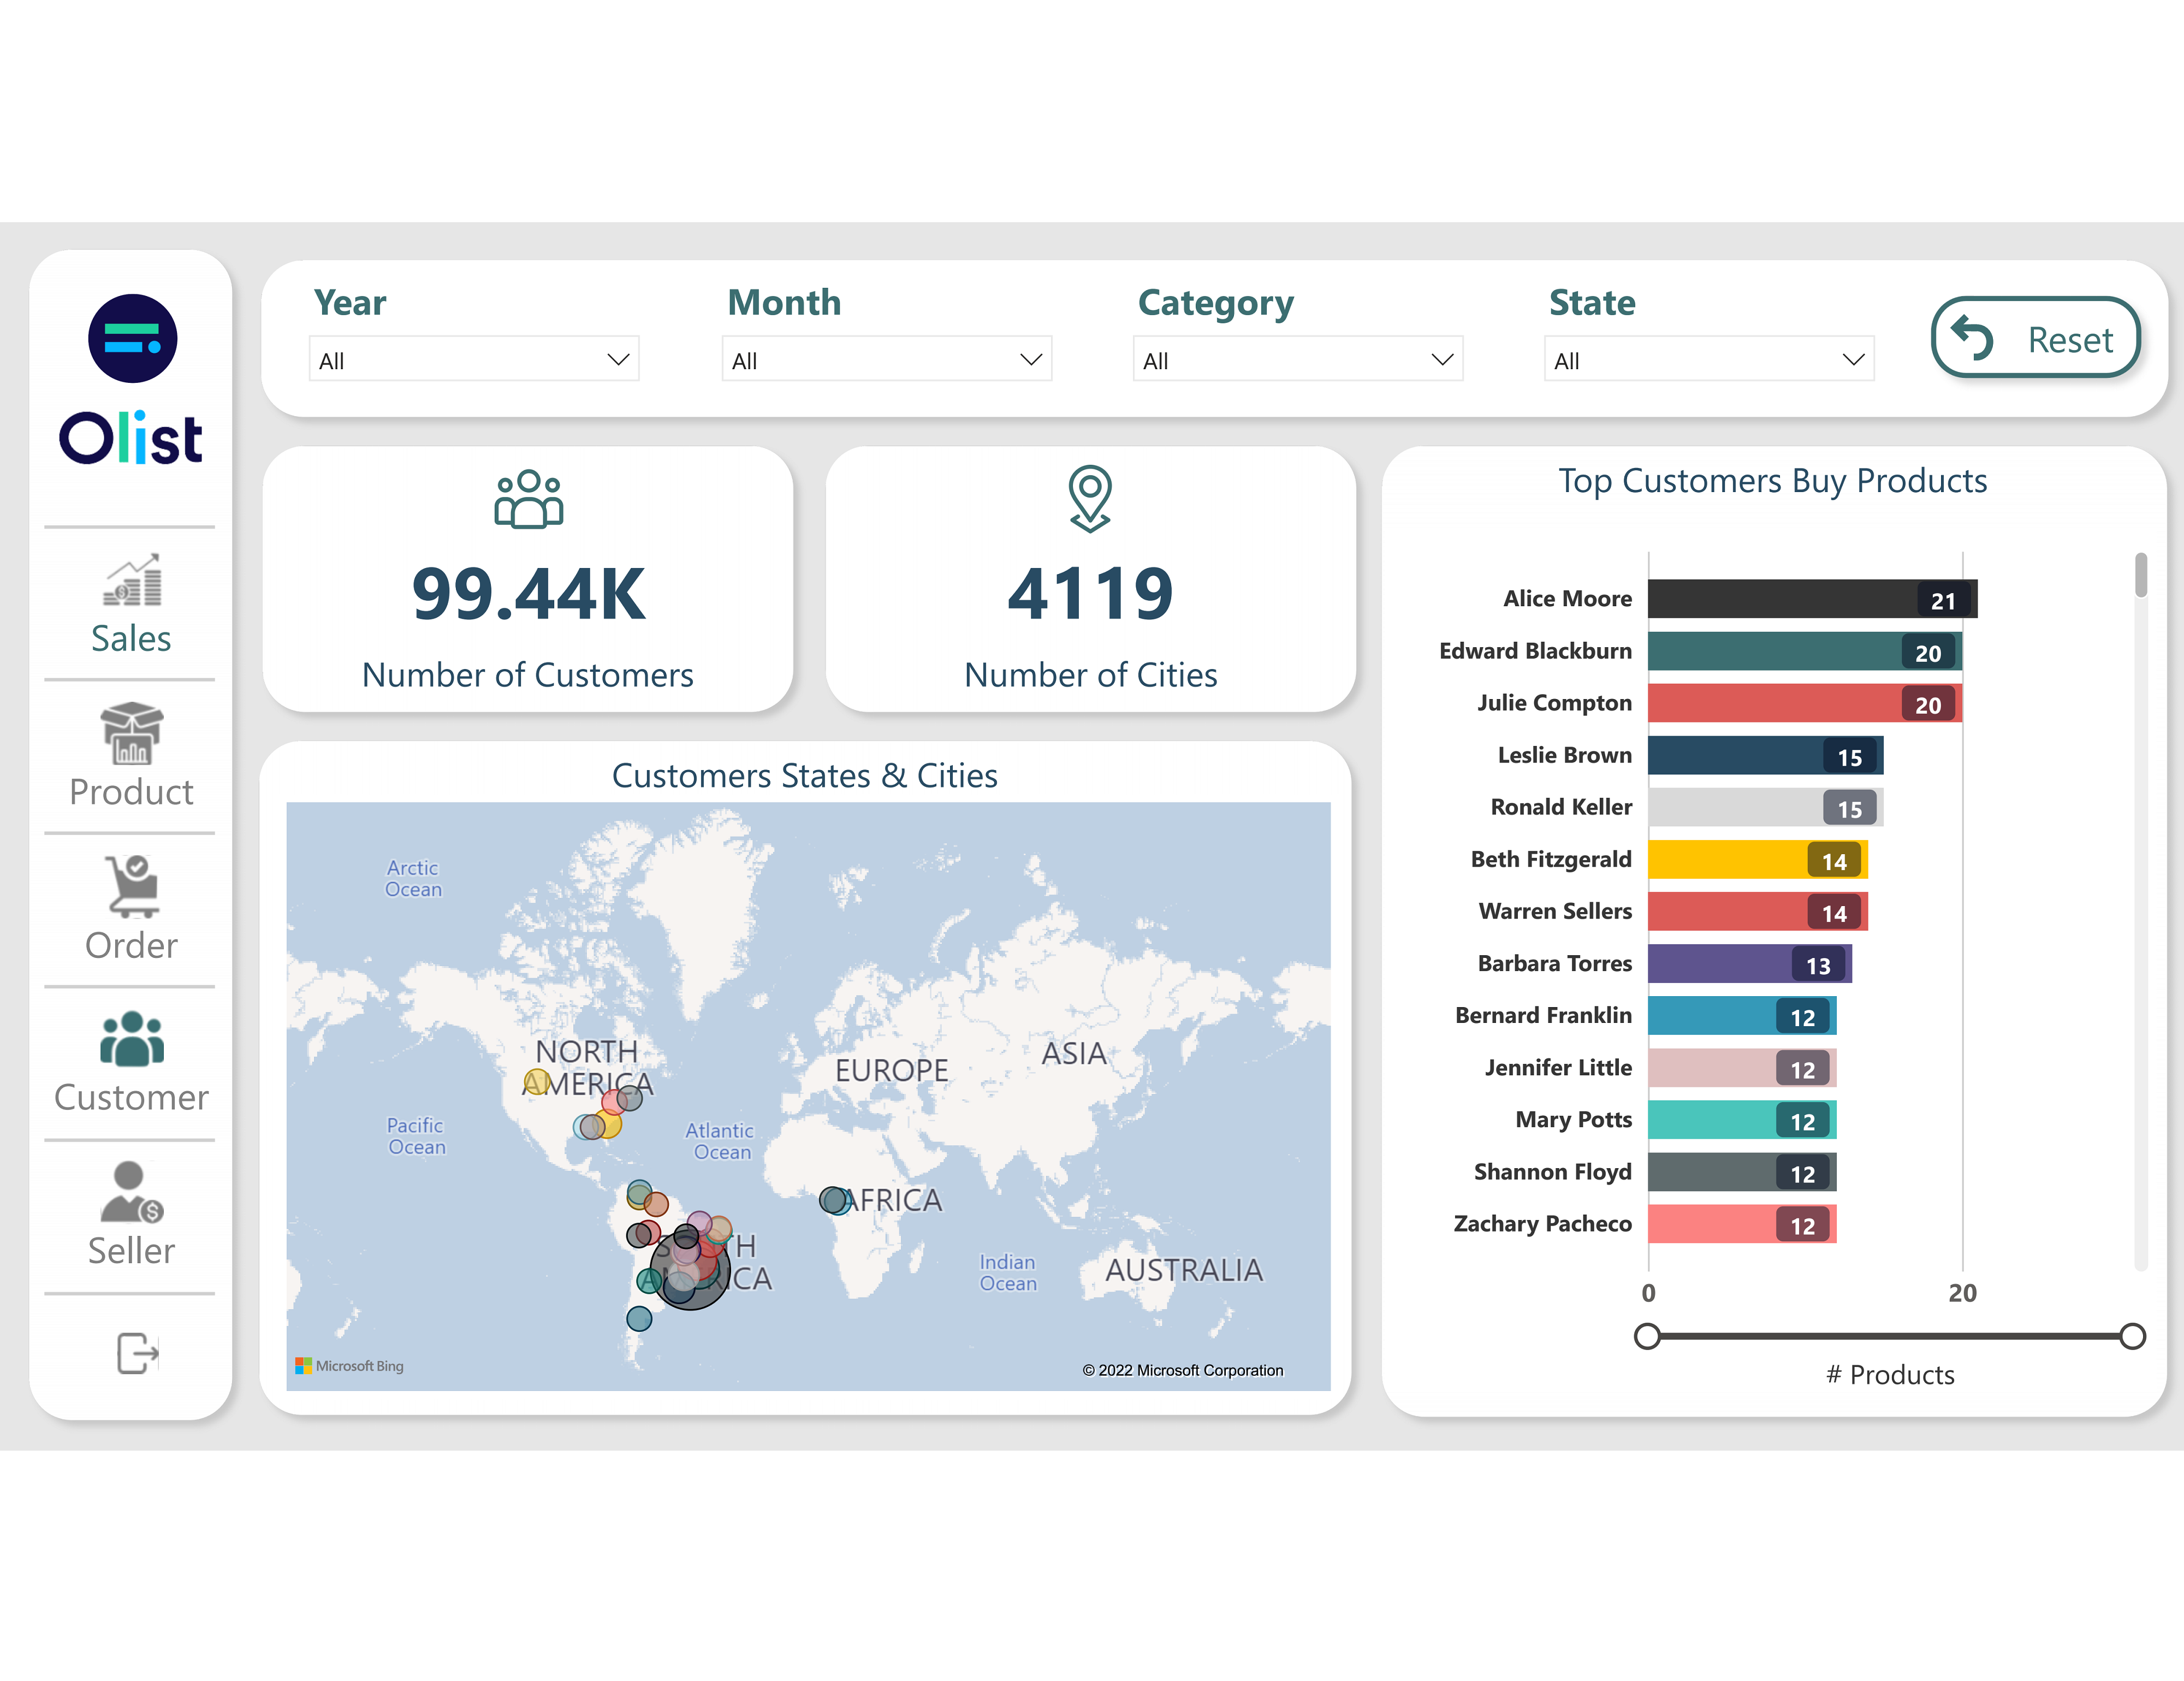 Olist
Sales
Product
Order
Customer
Seller
Year
All
Month
All
Category
All
State
All
Reset
99.44K
Number of Customers
4119
Number of Cities
Customers States & Cities
Arctic
Ocean
NORTH
AMERICA
EUROPE
ASIA
Pacific
Ocean
Atlantic
Ocean
AFRICA
SOUTH
AMERICA
Indian
Ocean
AUSTRALIA
Microsoft Bing
© 2022 Microsoft Corporation
Top Customers Buy Products
Alice Moore 21
Edward Blackburn 20
Julie Compton 20
Leslie Brown 15
Ronald Keller 15
Beth Fitzgerald 14
Warren Sellers 14
Barbara Torres 13
Bernard Franklin 12
Jennifer Little 12
Mary Potts 12
Shannon Floyd 12
Zachary Pacheco 12
0 20
# Products